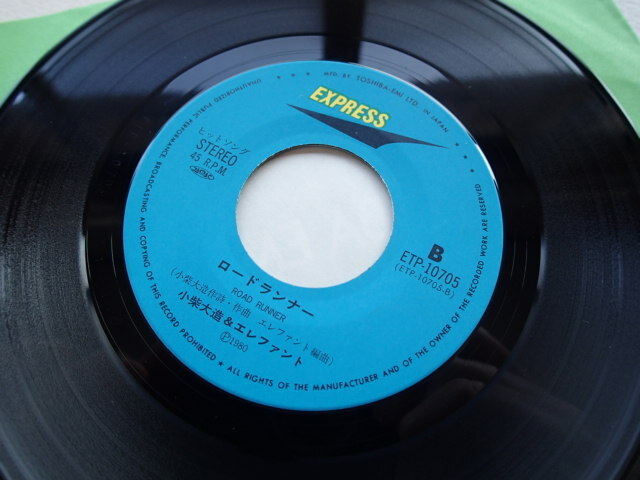 MFD. BY TOSHIBA-EMI LTD. IN JAPAN
EXPRESS
ヒットソング
STEREO
45 R.P.M.
B
ETP-10705
(ETP-10705-B)
ロードランナー
ROAD RUNNER
(小柴大造作詩・作曲 エレファント編曲)
小柴大造&エレファント
Ⓟ1980
★ ALL RIGHTS OF THE MANUFACTURER AND OF THE OWNER OF THE RECORDED WORK ARE RESERVED
UNAUTHORIZED PUBLIC PERFORMANCE, BROADCASTING AND COPYING OF THIS RECORD PROHIBITED ★